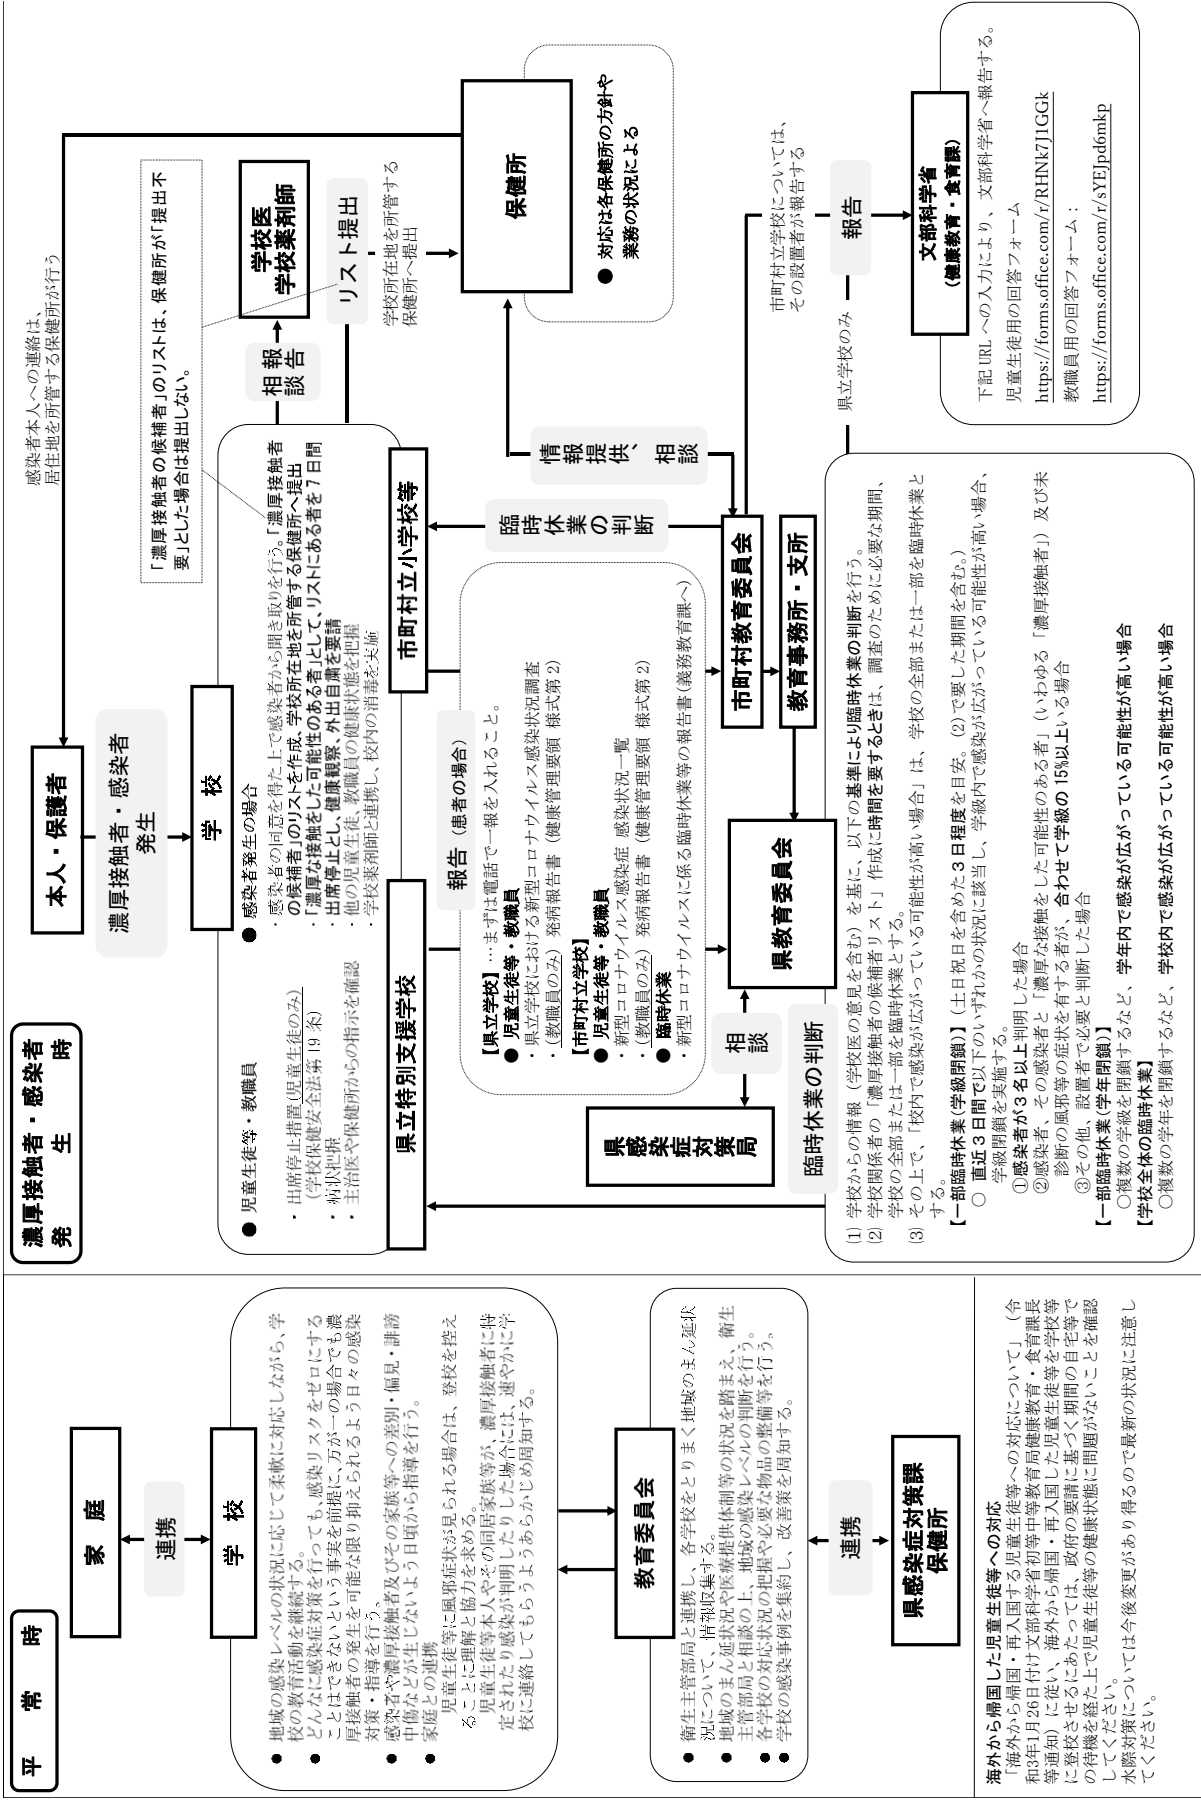 平　常　時
家　庭
連携
学　校
● 地域の感染レベルの状況に応じて柔軟に対応しながら、学
校の教育活動を継続する。
● どんなに感染症対策を行っても、感染リスクをゼロにする
ことはできないという事実を前提に、万が一の場合でも濃
厚接触者の発生を可能な限り抑えられるよう日々の感染
対策・指導を行う。
● 感染者や濃厚接触者及びその家族等への差別・偏見・誹謗
中傷などが生じないよう日頃から指導を行う。
● 家庭との連携
児童生徒等に風邪症状が見られる場合は、登校を控え
ることに理解と協力を求める。
児童生徒等本人やその同居家族等が、濃厚接触者に特
定されたり感染が判明したりした場合には、速やかに学
校に連絡してもらうようあらかじめ周知する。
教育委員会
● 衛生主管部局と連携し、各学校をとりまく地域のまん延状
況について、情報収集する。
● 地域のまん延状況や医療提供体制等の状況を踏まえ、衛生
主管部局と相談の上、地域の感染レベルの判断を行う。
● 各学校の対応状況の把握や必要な物品の整備等を行う。
● 学校の感染事例を集約し、改善策を周知する。
連携
県感染症対策課
保健所
海外から帰国した児童生徒等への対応
「海外から帰国・再入国する児童生徒等への対応について」（令
和3年1月26日付け文部科学省初等中等教育局健康教育・食育課長
等通知）に従い、海外から帰国・再入国した児童生徒等を学校等
に登校させるにあたっては、政府の要請に基づく期間の自宅等で
の待機を経た上で児童生徒等の健康状態に問題がないことを確認
してください。
水際対策については今後変更があり得るので最新の状況に注意し
てください。
濃厚接触者・感染者
発　生　時
本人・保護者
濃厚接触者・感染者
発生
感染者本人への連絡は、
居住地を所管する保健所が行う
「濃厚接触者の候補者」のリストは、保健所が「提出不
要」とした場合は提出しない。
学　校
● 児童生徒等・教職員
・ 出席停止措置(児童生徒のみ)
(学校保健安全法第19条)
・ 病状把握
・ 主治医や保健所からの指示を確認
● 感染者発生の場合
・感染者の同意を得た上で感染者から聞き取りを行う。「濃厚接触者
の候補者」のリストを作成、学校所在地を所管する保健所へ提出
・「濃厚な接触をした可能性のある者」として、リストにある者を７日間
出席停止とし、健康観察、外出自粛を要請
・他の児童生徒、教職員の健康状態を把握
・学校薬剤師と連携し、校内の消毒を実施
相談
報告
学校医
学校薬剤師
リスト提出
学校所在地を所管する
保健所へ提出
保健所
● 対応は各保健所の方針や
業務の状況による
県立特別支援学校
市町村立小学校等
報告（患者の場合）
【県立学校】…まずは電話で一報を入れること。
● 児童生徒等・教職員
・県立学校における新型コロナウイルス感染状況調査
・（教職員のみ）発病報告書（健康管理要領 様式第２）
【市町村立学校】
● 児童生徒等・教職員
・新型コロナウイルス感染症 感染状況一覧
・（教職員のみ）発病報告書（健康管理要領 様式第２）
● 臨時休業
・新型コロナウイルスに係る臨時休業等の報告書(義務教育課へ)
臨時休業の判断
情報提供、相談
市町村教育委員会
教育事務所・支所
県教育委員会
相談
県感染症対策局
臨時休業の判断
市町村立学校については、
その設置者が報告する
県立学校のみ
報告
(1) 学校からの情報（学校医の意見を含む）を基に、以下の基準により臨時休業の判断を行う。
(2) 学校関係者の「濃厚接触者の候補者リスト」作成に時間を要するときは、調査のために必要な期間、
学校の全部または一部を臨時休業とする。
(3) その上で、「校内で感染が広がっている可能性が高い場合」は、学校の全部または一部を臨時休業と
する。
【一部臨時休業(学級閉鎖)】（土日祝日を含めた３日程度を目安。(2)で要した期間を含む。）
○ 直近３日間で以下のいずれかの状況に該当し、学級内で感染が広がっている可能性が高い場合、
学級閉鎖を実施する。
①感染者が３名以上判明した場合
②感染者、その感染者と「濃厚な接触をした可能性のある者」（いわゆる「濃厚接触者」）及び未
診断の風邪等の症状を有する者が、合わせて学級の15%以上いる場合
③その他、設置者で必要と判断した場合
【一部臨時休業(学年閉鎖)】
○複数の学級を閉鎖するなど、学年内で感染が広がっている可能性が高い場合
【学校全体の臨時休業】
○複数の学年を閉鎖するなど、学校内で感染が広がっている可能性が高い場合
文部科学省
(健康教育・食育課)
下記URLへの入力により、文部科学省へ報告する。
児童生徒用の回答フォーム
https://forms.office.com/r/RHNk7J1GGk
教職員用の回答フォーム：
https://forms.office.com/r/sYEJpd6mkp